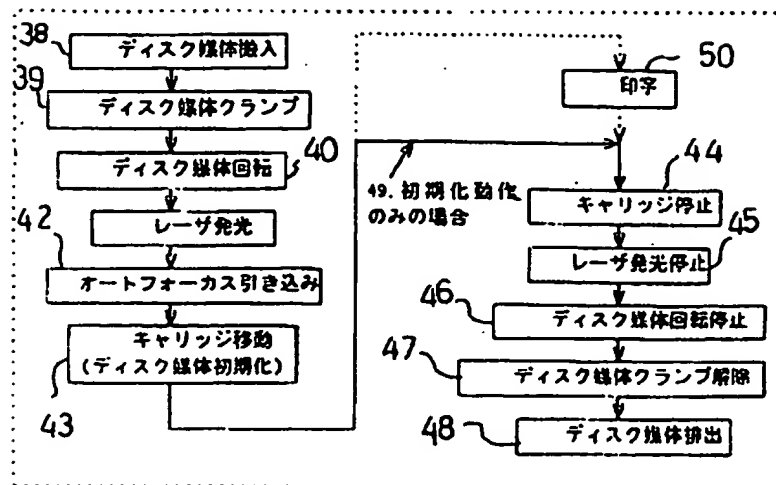 38
ディスク媒体搬入
39
ディスク媒体クランプ
ディスク媒体回転
40
レーザ発光
42
オートフォーカス引き込み
キャリッジ移動
(ディスク媒体初期化)
43
49. 初期化動作
のみの場合
50
印字
44
キャリッジ停止
45
レーザ発光停止
46
ディスク媒体回転停止
47
ディスク媒体クランプ解除
48
ディスク媒体排出